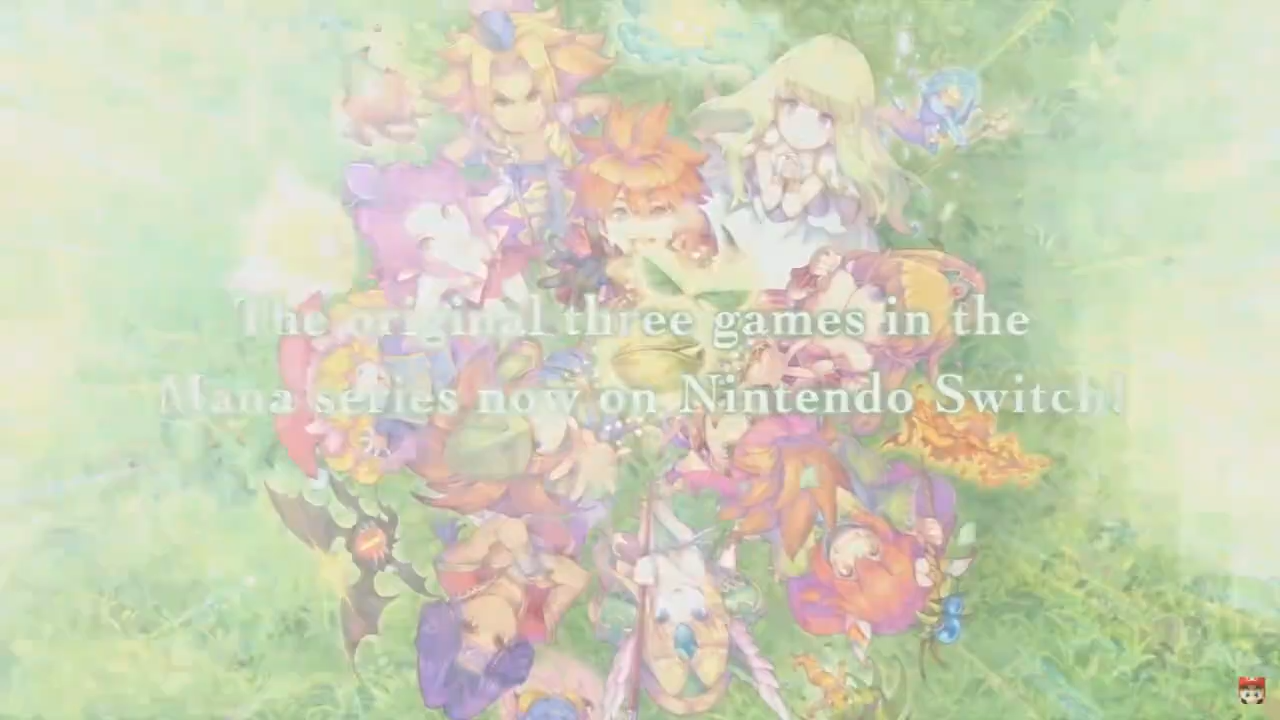 The original three games in the
Mana series now on Nintendo Switch!